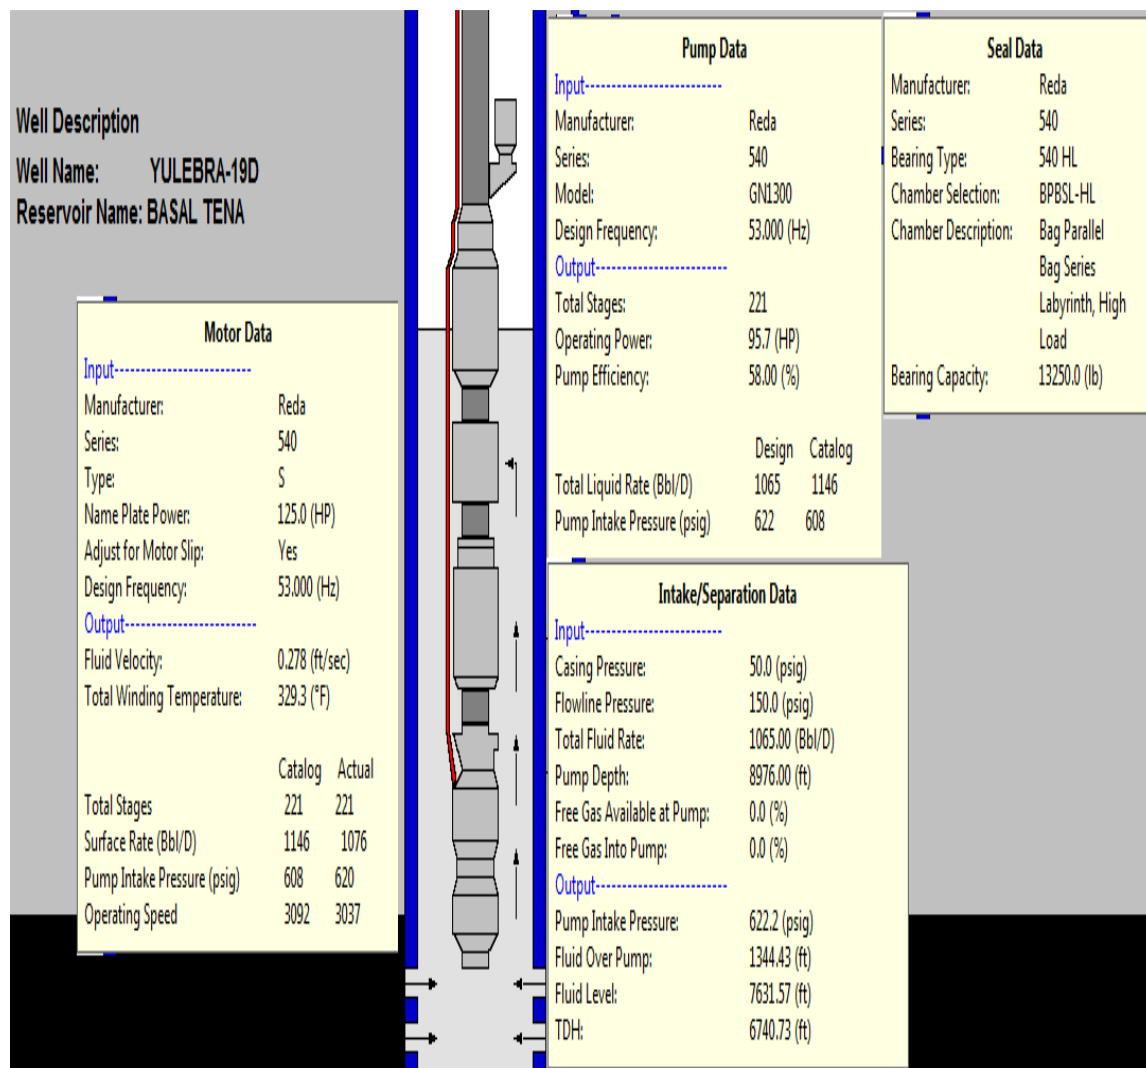 Well Description
Well Name: YULEBRA-19D
Reservoir Name: BASAL TENA
Motor Data
Input--------------------------
Manufacturer: Reda
Series: 540
Type: S
Name Plate Power: 125.0 (HP)
Adjust for Motor Slip: Yes
Design Frequency: 53.000 (Hz)
Output-------------------------
Fluid Velocity: 0.278 (ft/sec)
Total Winding Temperature: 329.3 (°F)
Catalog Actual
Total Stages 221 221
Surface Rate (Bbl/D) 1146 1076
Pump Intake Pressure (psig) 608 620
Operating Speed 3092 3037
Pump Data
Input--------------------------
Manufacturer: Reda
Series: 540
Model: GN1300
Design Frequency: 53.000 (Hz)
Output-------------------------
Total Stages: 221
Operating Power: 95.7 (HP)
Pump Efficiency: 58.00 (%)
Design Catalog
Total Liquid Rate (Bbl/D) 1065 1146
Pump Intake Pressure (psig) 622 608
Seal Data
Manufacturer: Reda
Series: 540
Bearing Type: 540 HL
Chamber Selection: BPBSL-HL
Chamber Description: Bag Parallel
Bag Series
Labyrinth, High
Load
Bearing Capacity: 13250.0 (lb)
Intake/Separation Data
Input--------------------------
Casing Pressure: 50.0 (psig)
Flowline Pressure: 150.0 (psig)
Total Fluid Rate: 1065.00 (Bbl/D)
Pump Depth: 8976.00 (ft)
Free Gas Available at Pump: 0.0 (%)
Free Gas Into Pump: 0.0 (%)
Output-------------------------
Pump Intake Pressure: 622.2 (psig)
Fluid Over Pump: 1344.43 (ft)
Fluid Level: 7631.57 (ft)
TDH: 6740.73 (ft)